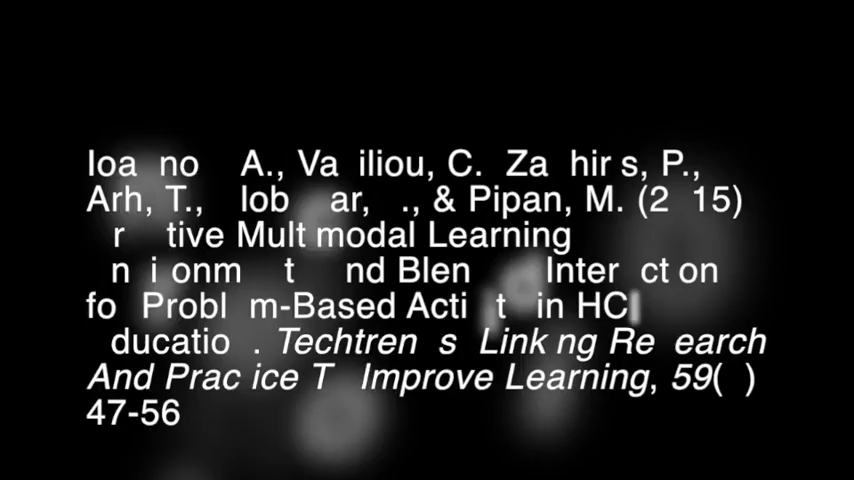 Ioa no A., Va iliou, C. Za hir s, P.,
Arh, T., lob ar, ., & Pipan, M. (2 15)
r tive Mult modal Learning
n i onm t nd Blen Inter ct on
fo Probl m-Based Acti t in HCI
ducatio . Techtren s Link ng Re earch
And Prac ice T Improve Learning, 59( )
47-56